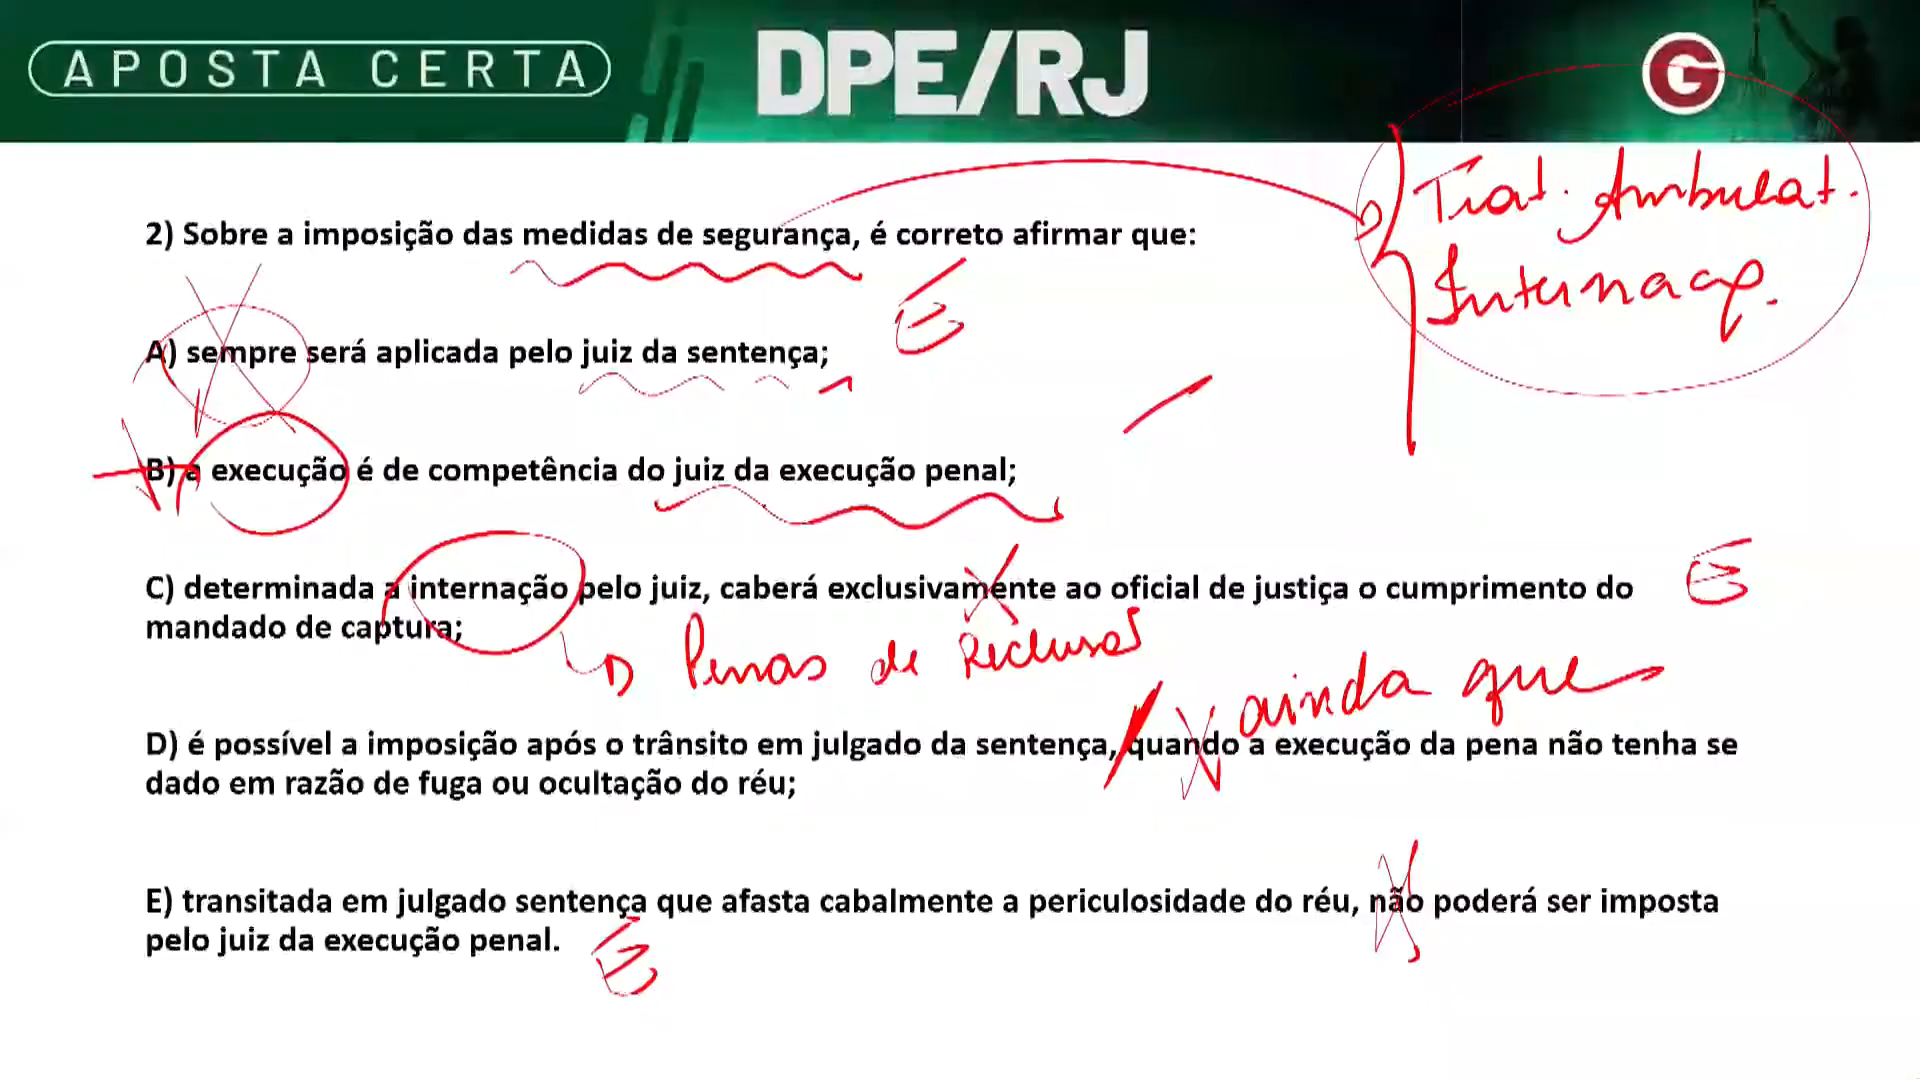 APOSTA CERTA
DPE/RJ
G
Trat. Ambulat.
Internaçp.
2) Sobre a imposição das medidas de segurança, é correto afirmar que:
E
A) sempre será aplicada pelo juiz da sentença;
B) a execução é de competência do juiz da execução penal;
C) determinada a internação pelo juiz, caberá exclusivamente ao oficial de justiça o cumprimento do
mandado de captura;
E
Penas de Reclusão
ainda que
D) é possível a imposição após o trânsito em julgado da sentença, quando a execução da pena não tenha se
dado em razão de fuga ou ocultação do réu;
E) transitada em julgado sentença que afasta cabalmente a periculosidade do réu, não poderá ser imposta
pelo juiz da execução penal.
E